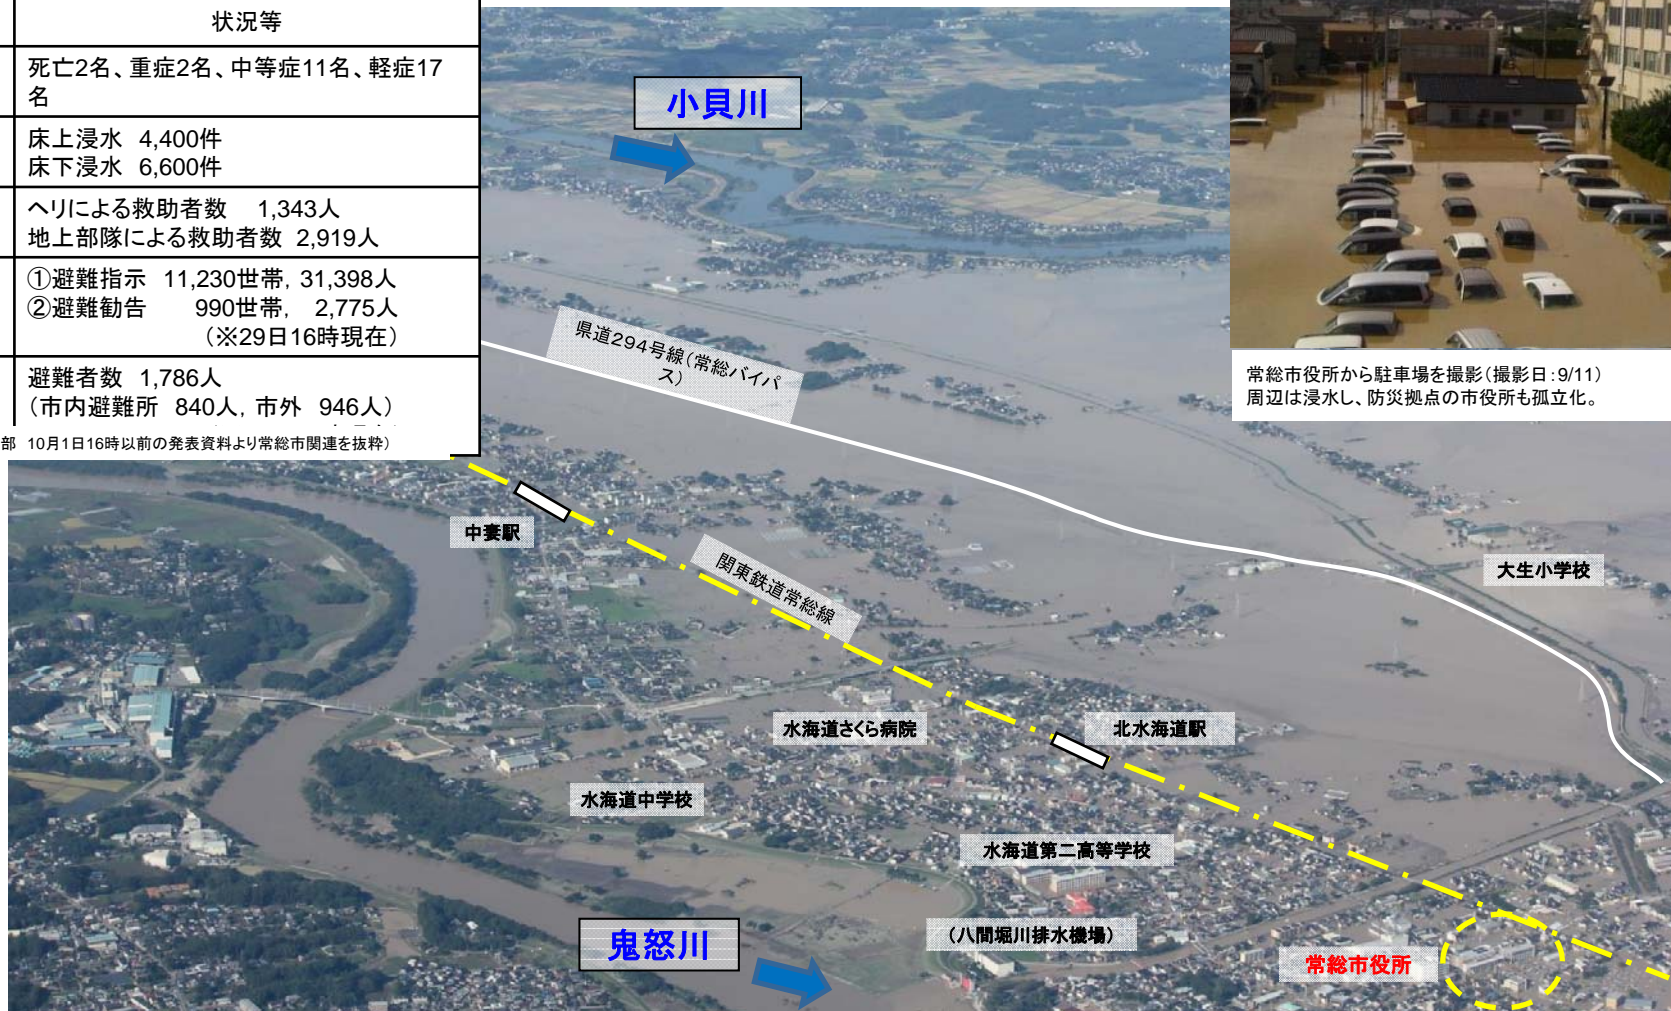 状況等
死亡2名、重症2名、中等症11名、軽症17
名
床上浸水 4,400件
床下浸水 6,600件
ヘリによる救助者数 1,343人
地上部隊による救助者数 2,919人
①避難指示 11,230世帯, 31,398人
②避難勧告 990世帯, 2,775人
(※29日16時現在)
避難者数 1,786人
(市内避難所 840人, 市外 946人)
部 10月1日16時以前の発表資料より常総市関連を抜粋)
小貝川
県道294号線(常総バイパ
ス)
常総市役所から駐車場を撮影(撮影日:9/11)
周辺は浸水し、防災拠点の市役所も孤立化。
中妻駅
関東鉄道常総線
大生小学校
水海道さくら病院
北水海道駅
水海道中学校
水海道第二高等学校
鬼怒川
(八間堀川排水機場)
常総市役所